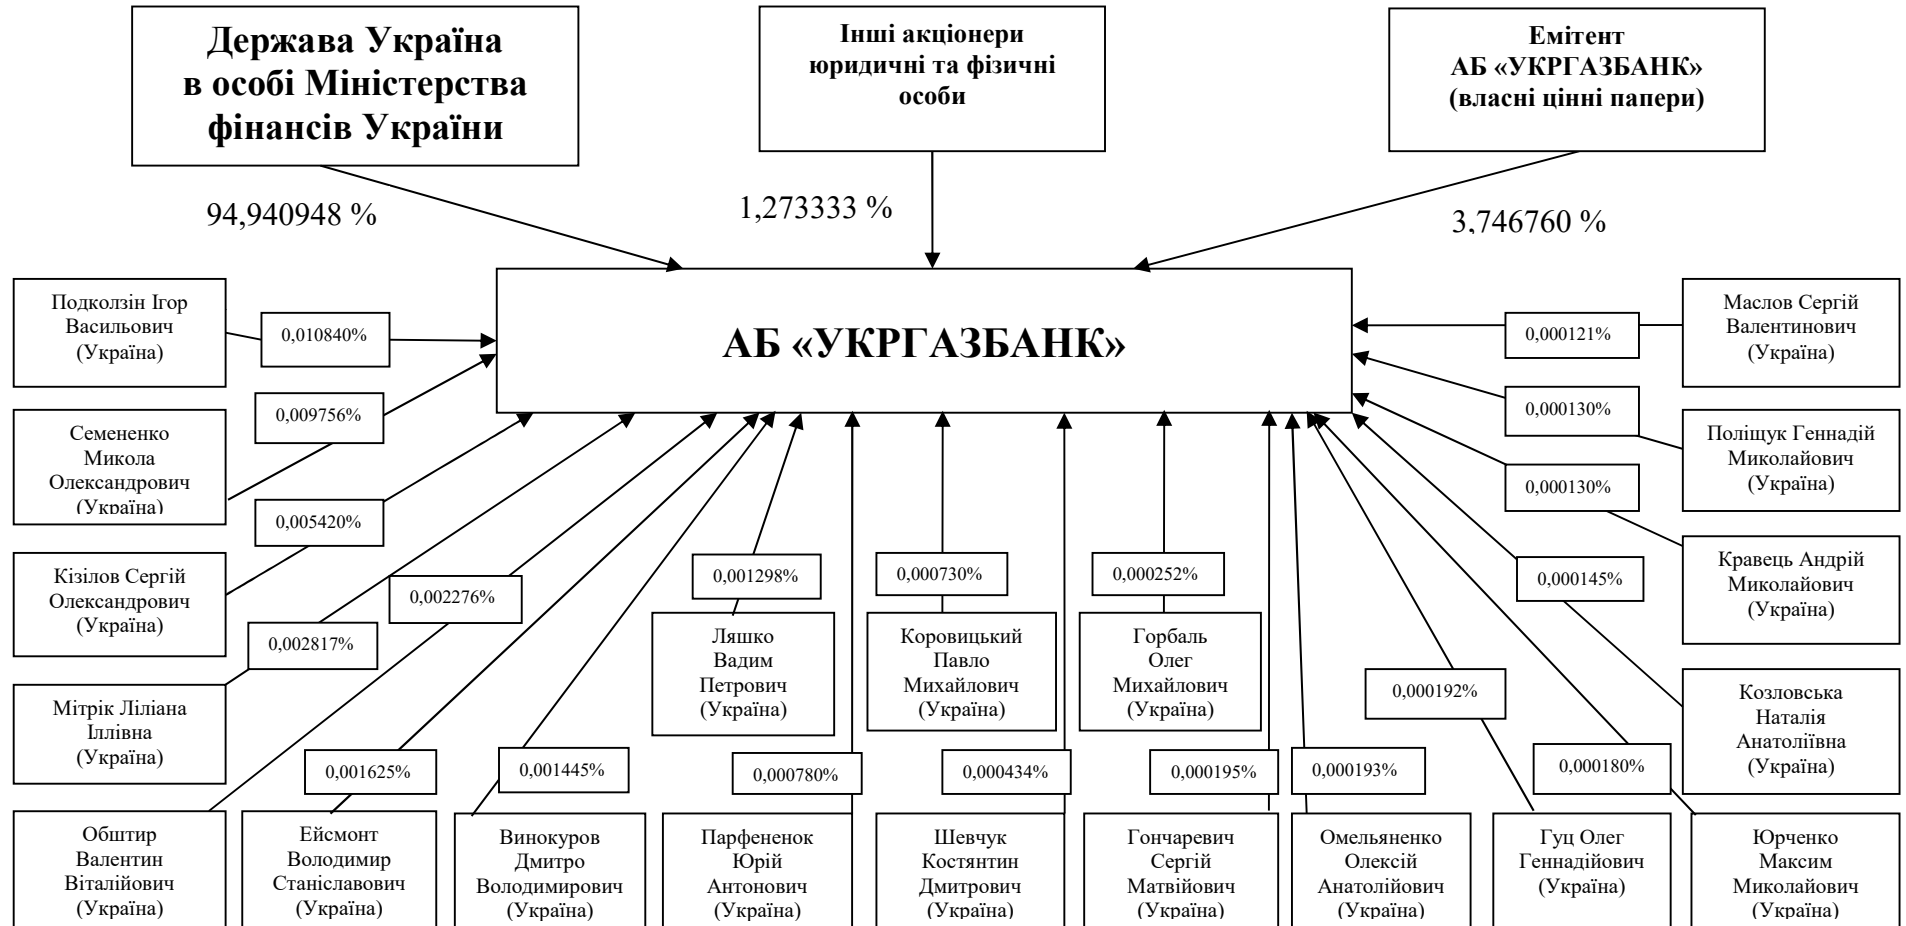 Держава Україна
в особі Міністерства
фінансів України
Інші акціонери
юридичні та фізичні
особи
Емітент
АБ «УКРГАЗБАНК»
(власні цінні папери)
94,940948 %
1,273333 %
3,746760 %
АБ «УКРГАЗБАНК»
Подколзін Ігор
Васильович
(Україна)
0,010840%
Семененко
Микола
Олександрович
(Україна)
0,009756%
Кізілов Сергій
Олександрович
(Україна)
0,005420%
Мітрік Ліліана
Іллівна
(Україна)
0,002817%
Обштир
Валентин
Віталійович
(Україна)
0,002276%
Ейсмонт
Володимир
Станіславович
(Україна)
0,001625%
Винокуров
Дмитро
Володимирович
(Україна)
0,001445%
0,001298%
Ляшко
Вадим
Петрович
(Україна)
0,000780%
Парфененок
Юрій
Антонович
(Україна)
0,000730%
Коровицький
Павло
Михайлович
(Україна)
0,000434%
Шевчук
Костянтин
Дмитрович
(Україна)
0,000252%
Горбаль
Олег
Михайлович
(Україна)
0,000195%
Гончаревич
Сергій
Матвійович
(Україна)
0,000193%
Омельяненко
Олексій
Анатолійович
(Україна)
0,000192%
Гуц Олег
Геннадійович
(Україна)
0,000180%
Юрченко
Максим
Миколайович
(Україна)
0,000145%
Козловська
Наталія
Анатоліївна
(Україна)
0,000130%
Кравець Андрій
Миколайович
(Україна)
0,000130%
Поліщук Геннадій
Миколайович
(Україна)
0,000121%
Маслов Сергій
Валентинович
(Україна)